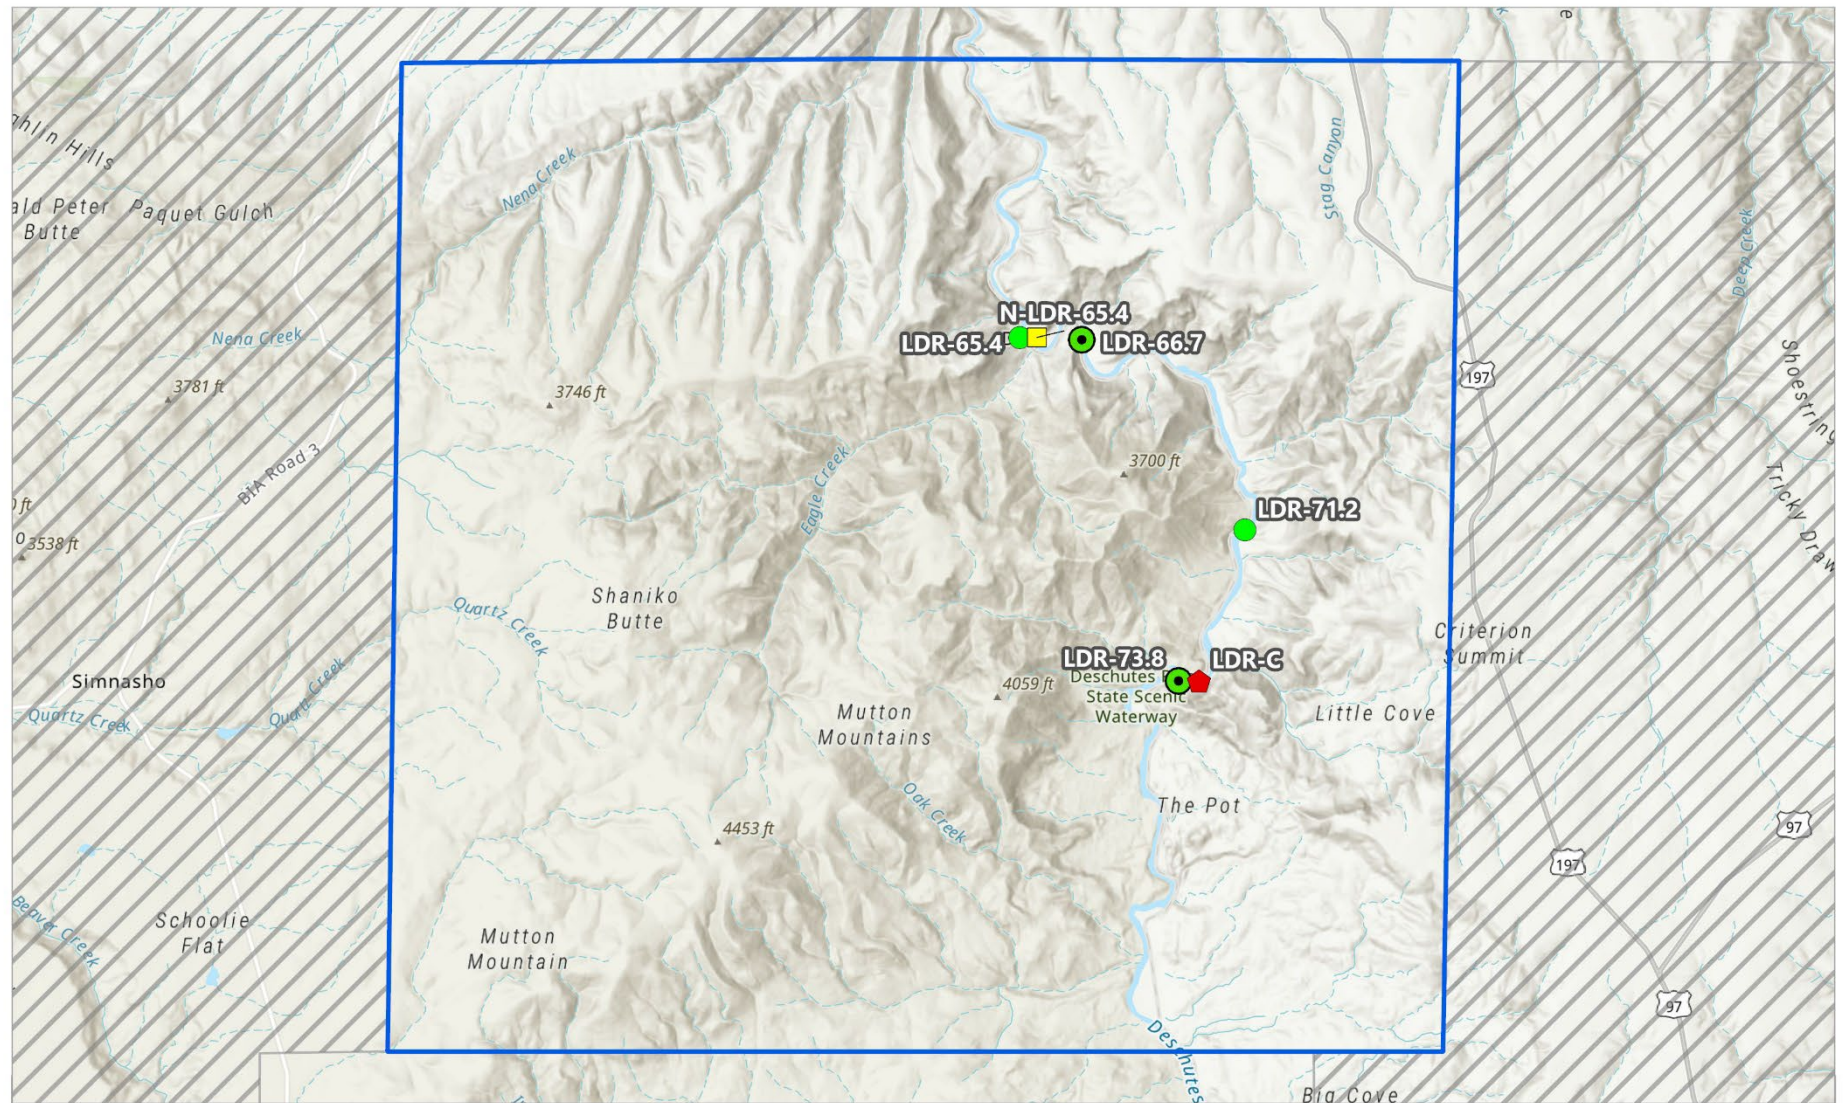 ghlin Hills
ald Peter
Butte
Paquet Gulch
Nena Creek
Stag Canyon
Deep Creek
Nena Creek
N-LDR-65.4
LDR-65.4
LDR-66.7
3781 ft
3746 ft
197
Shoestring
BIA Road 3
Eagle Creek
3700 ft
Tricky Draw
LDR-71.2
0 ft
3538 ft
Shaniko
Butte
Quartz Creek
Criterion
Summit
LDR-73.8
LDR-C
Simnasho
Quartz Creek
Quartz Creek
4059 ft
Deschutes
State Scenic
Waterway
Mutton
Mountains
Little Cove
The Pot
Oak Creek
4453 ft
97
197
Beaver Creek
Schoolie
Flat
Mutton
Mountain
97
Deschutes
Big Cove